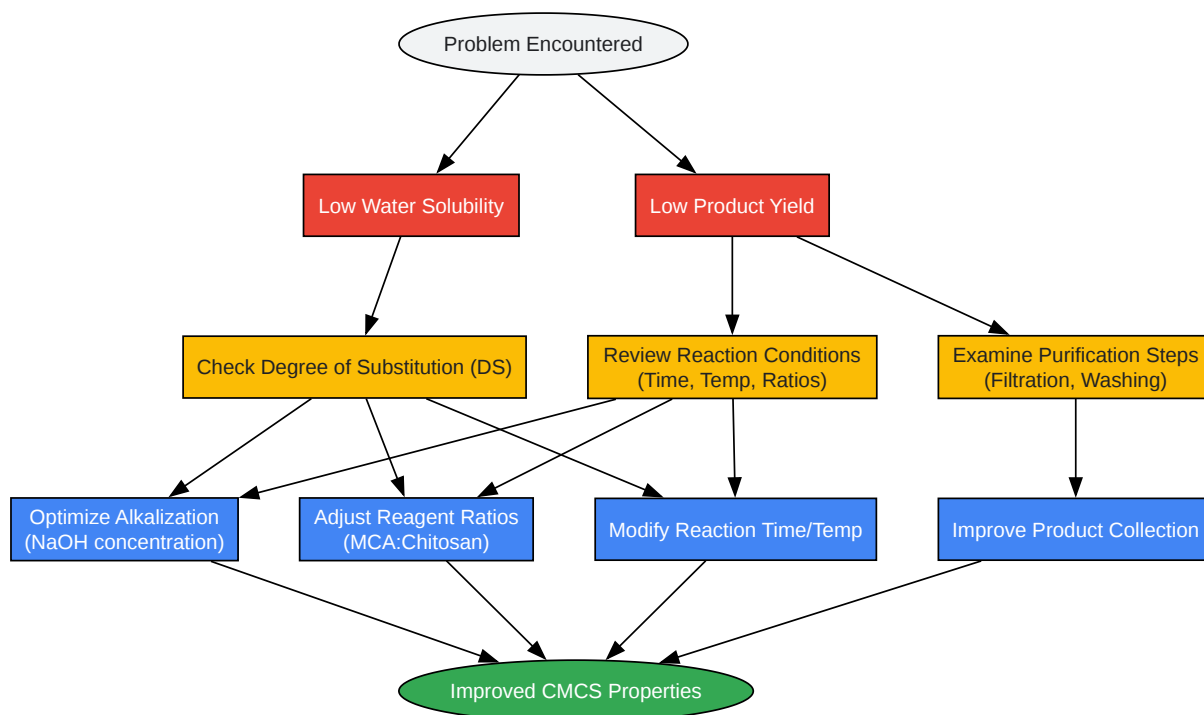 Problem Encountered
Low Water Solubility
Low Product Yield
Check Degree of Substitution (DS)
Review Reaction Conditions
(Time, Temp, Ratios)
Examine Purification Steps
(Filtration, Washing)
Optimize Alkalization
(NaOH concentration)
Adjust Reagent Ratios
(MCA:Chitosan)
Modify Reaction Time/Temp
Improve Product Collection
Improved CMCS Properties